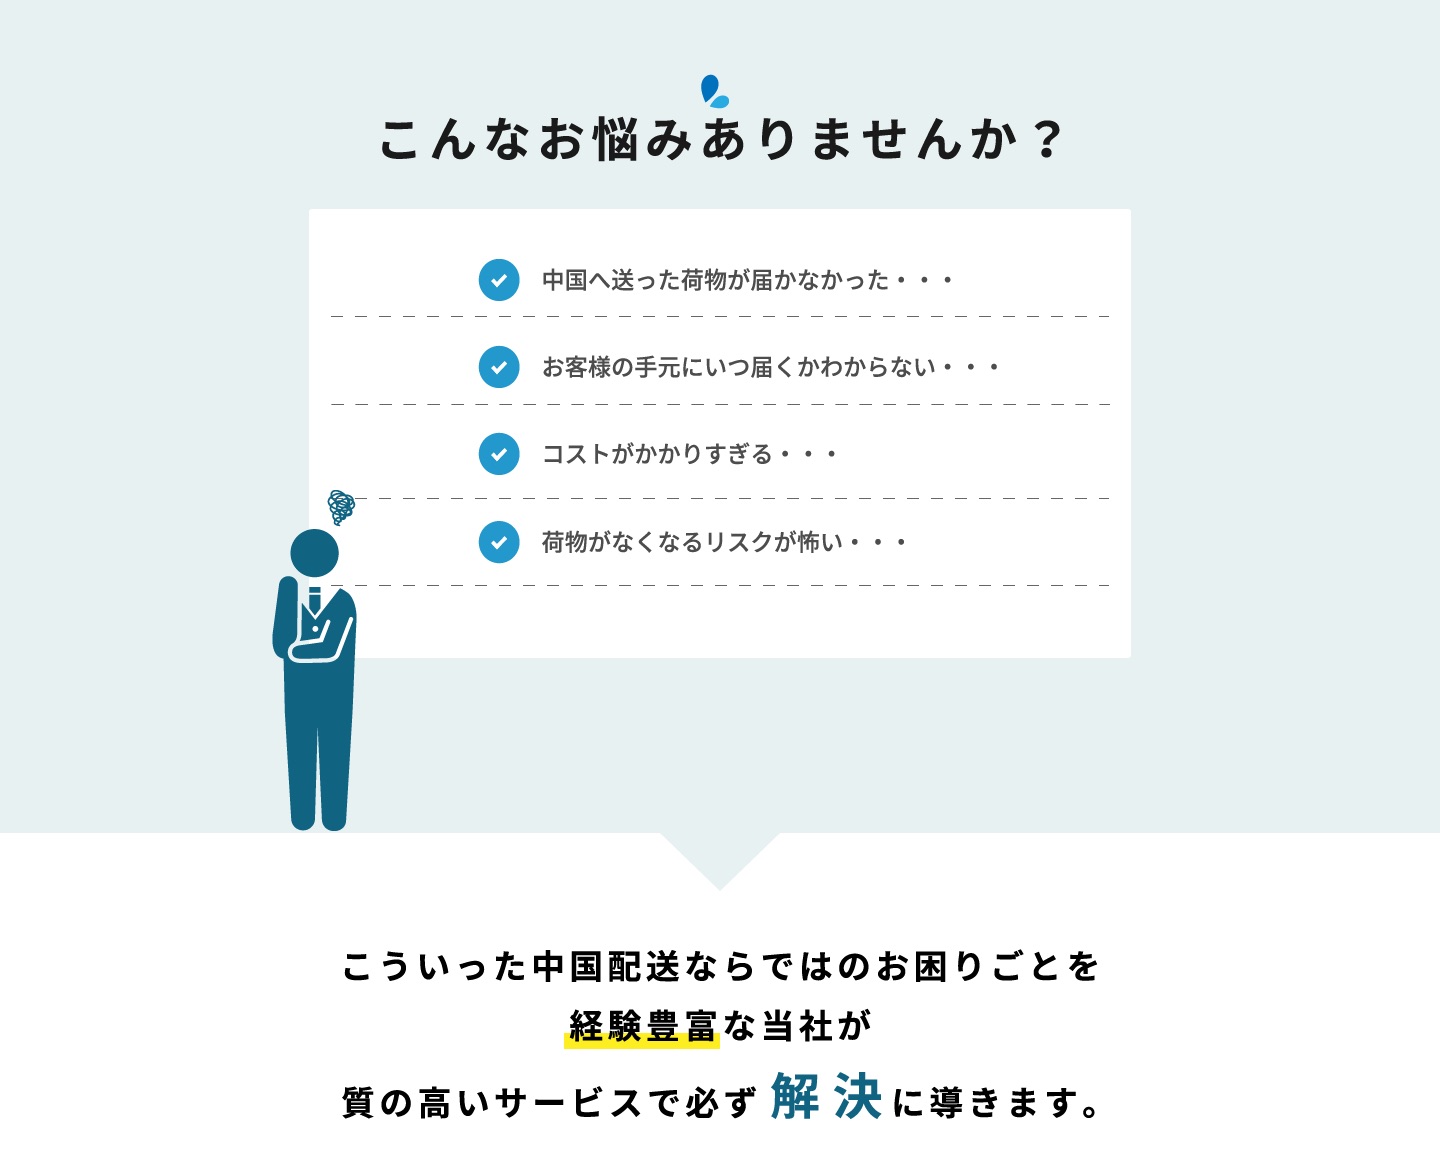 こんなお悩みありませんか？
中国へ送った荷物が届かなかった・・・
お客様の手元にいつ届くかわからない・・・
コストがかかりすぎる・・・
荷物がなくなるリスクが怖い・・・
こういった中国配送ならではのお困りごとを
経験豊富な当社が
質の高いサービスで必ず解決に導きます。